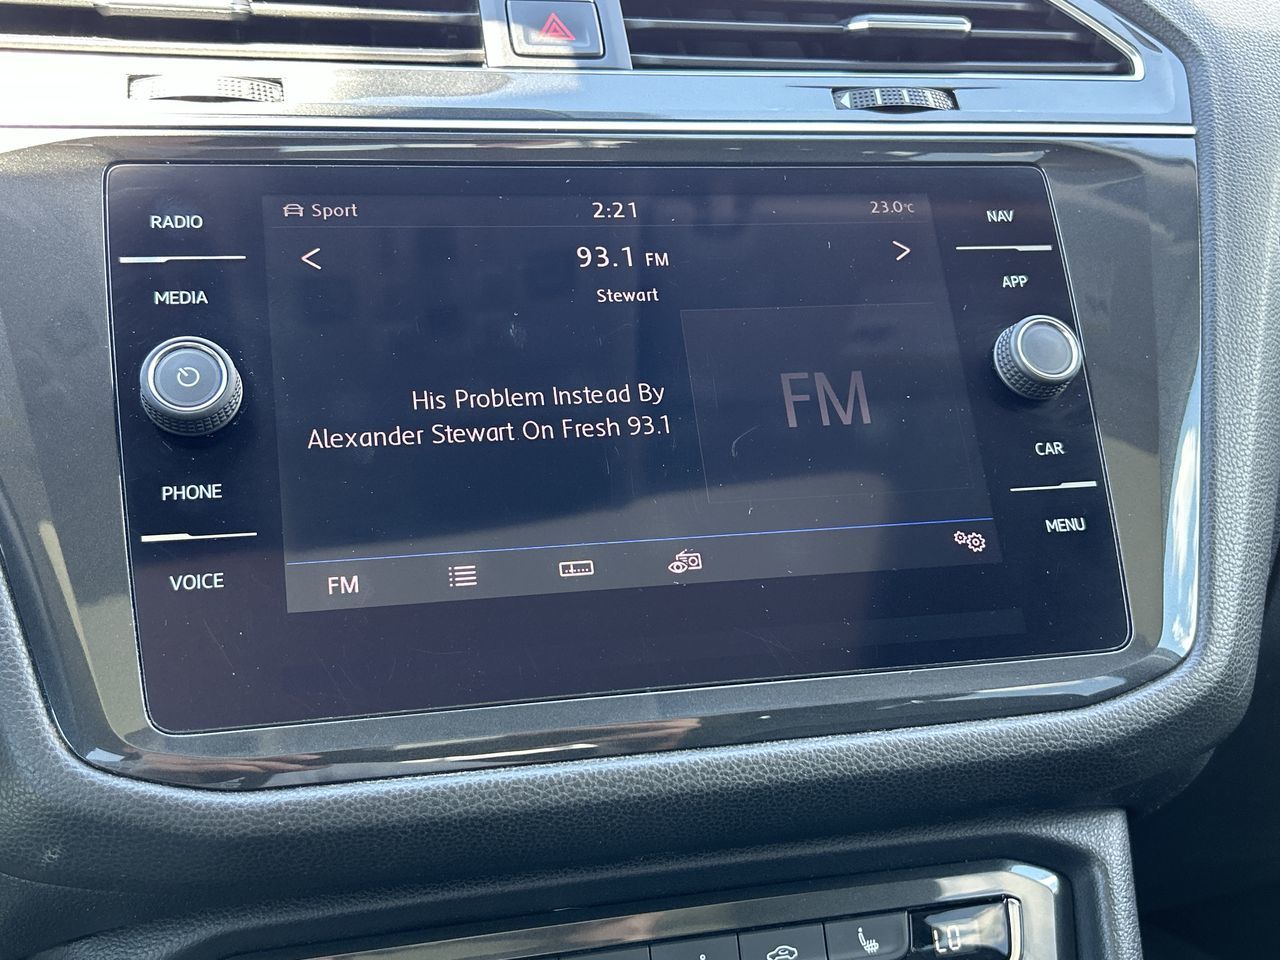 RADIO
MEDIA
PHONE
VOICE
Sport
2:21
23.0°C
< 93.1 FM >
Stewart
His Problem Instead By
Alexander Stewart On Fresh 93.1
FM
FM
NAV
APP
CAR
MENU
LO